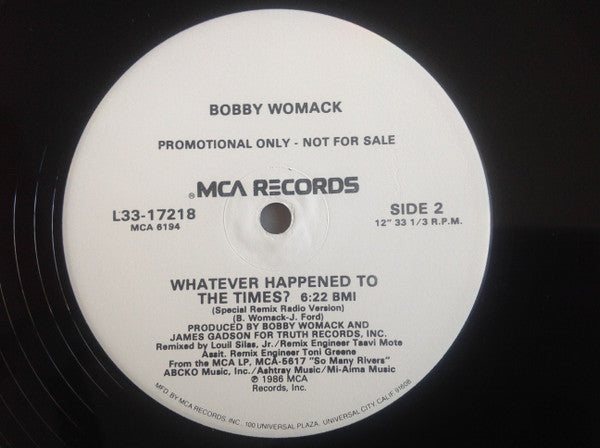 BOBBY WOMACK
PROMOTIONAL ONLY - NOT FOR SALE
® MCA RECORDS
L33-17218
MCA 6194
SIDE 2
12" 33 1/3 R.P.M.
WHATEVER HAPPENED TO
THE TIMES? 6:22 BMI
(Special Remix Radio Version)
(B. Womack-J. Ford)
PRODUCED BY BOBBY WOMACK AND
JAMES GADSON FOR TRUTH RECORDS, INC.
Remixed by Louil Silas, Jr./Remix Engineer Taavi Mote
Assit. Remix Engineer Toni Greene
From the MCA LP, MCA-5617 "So Many Rivers"
ABCKO Music, Inc./Ashtray Music/Mi-Alma Music
℗ 1986 MCA
Records, Inc.
MFD. BY MCA RECORDS, INC., 100 UNIVERSAL PLAZA, UNIVERSAL CITY, CALIF 91608